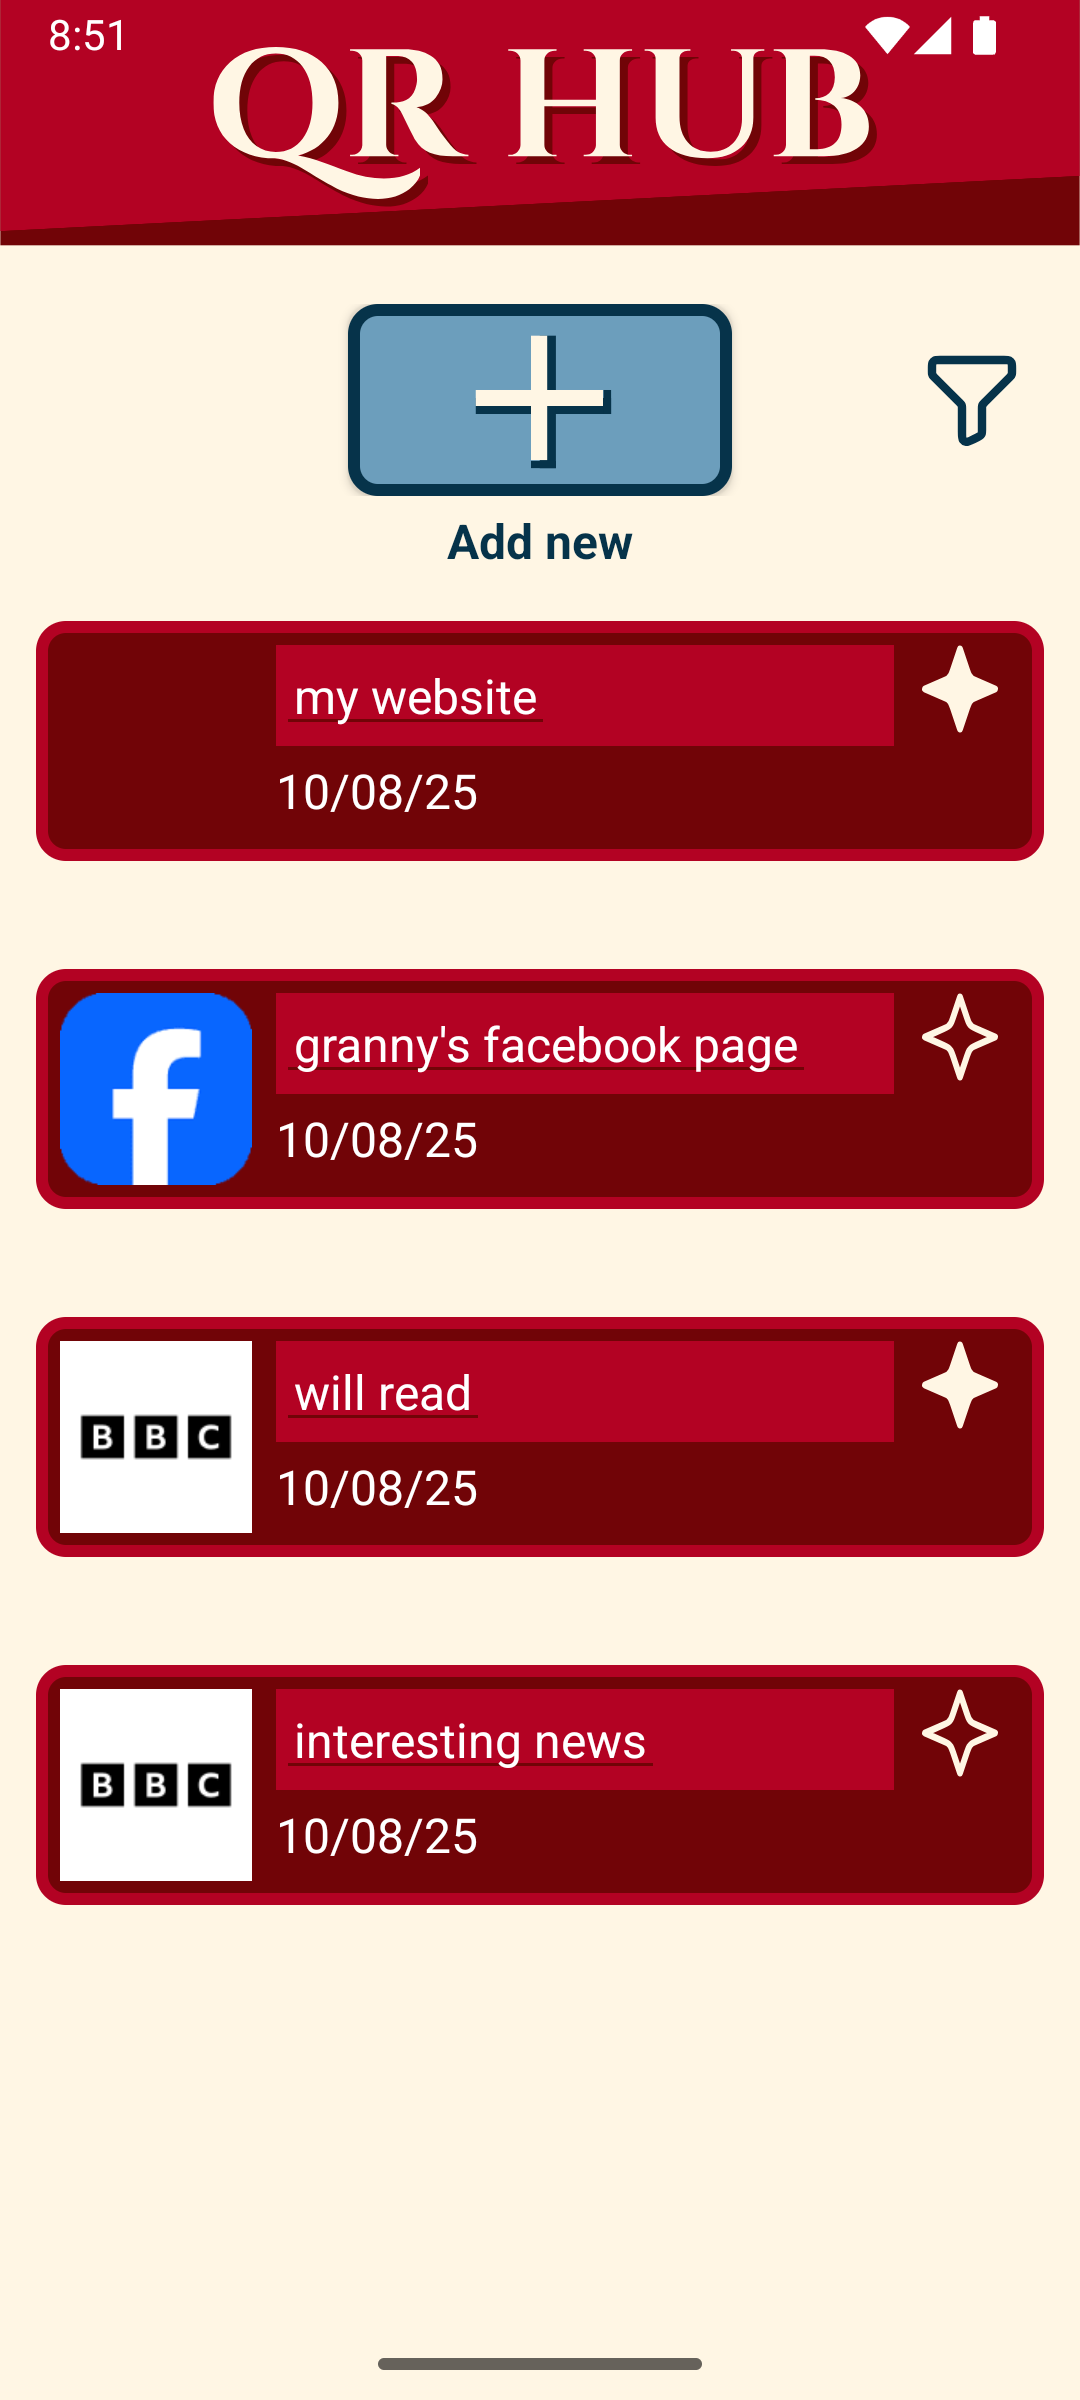 8:51
QR HUB
Add new
my website
10/08/25
f
granny's facebook page
10/08/25
BBC
will read
10/08/25
BBC
interesting news
10/08/25